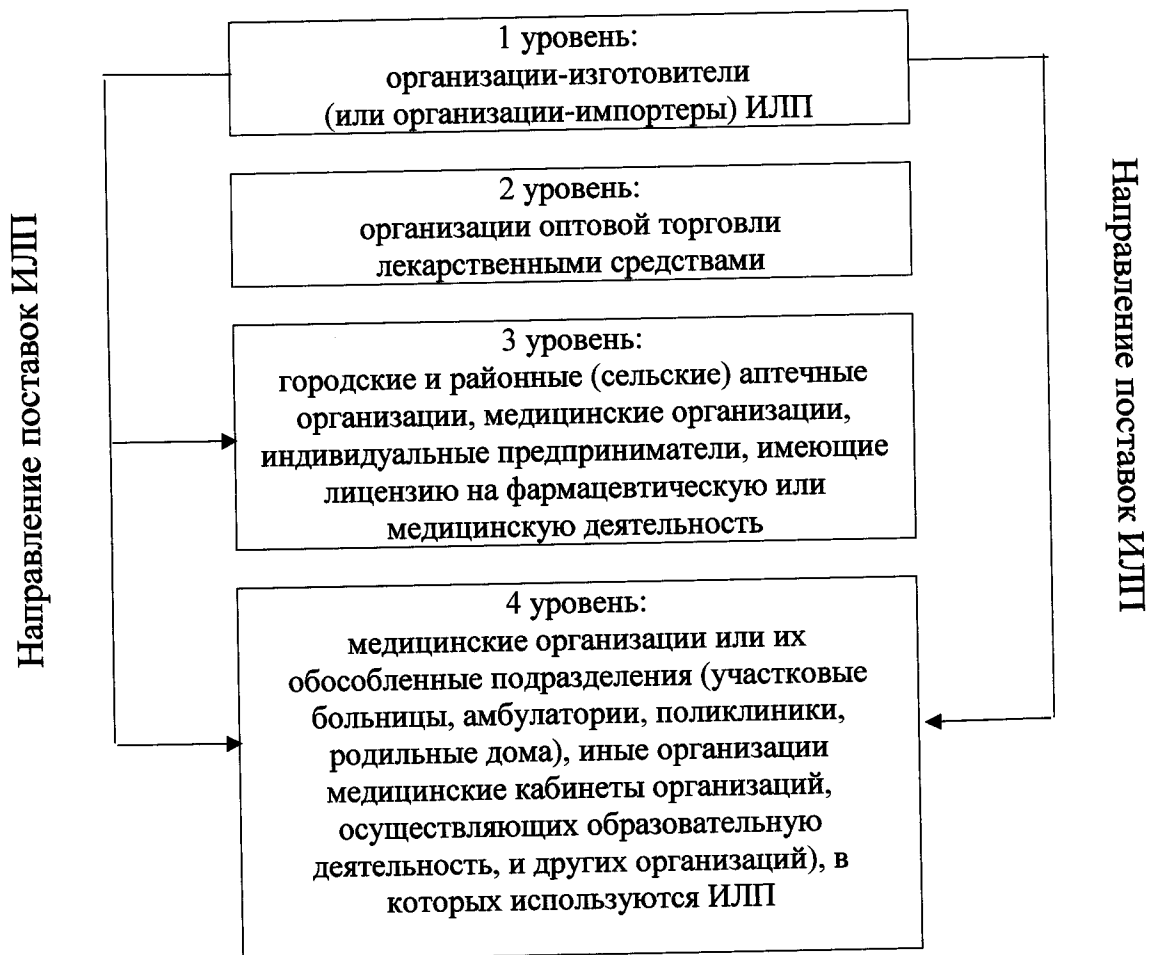 1 уровень:
организации-изготовители
(или организации-импортеры) ИЛП
2 уровень:
организации оптовой торговли
лекарственными средствами
3 уровень:
городские и районные (сельские) аптечные
организации, медицинские организации,
индивидуальные предприниматели, имеющие
лицензию на фармацевтическую или
медицинскую деятельность
4 уровень:
медицинские организации или их
обособленные подразделения (участковые
больницы, амбулатории, поликлиники,
родильные дома), иные организации
медицинские кабинеты организаций,
осуществляющих образовательную
деятельность, и других организаций), в
которых используются ИЛП
Направление поставок ИЛП
Направление поставок ИЛП